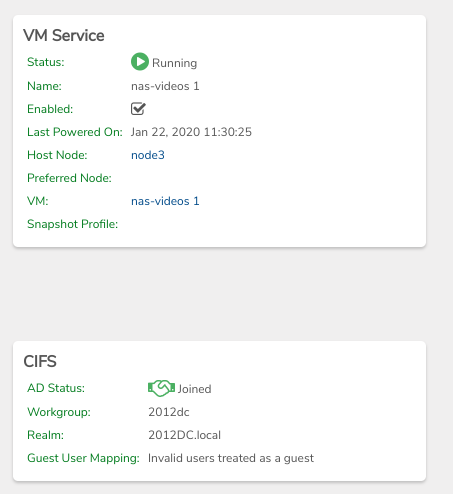 VM Service
Status: Running
Name: nas-videos 1
Enabled:
Last Powered On: Jan 22, 2020 11:30:25
Host Node: node3
Preferred Node:
VM: nas-videos 1
Snapshot Profile:
CIFS
AD Status: Joined
Workgroup: 2012dc
Realm: 2012DC.local
Guest User Mapping: Invalid users treated as a guest